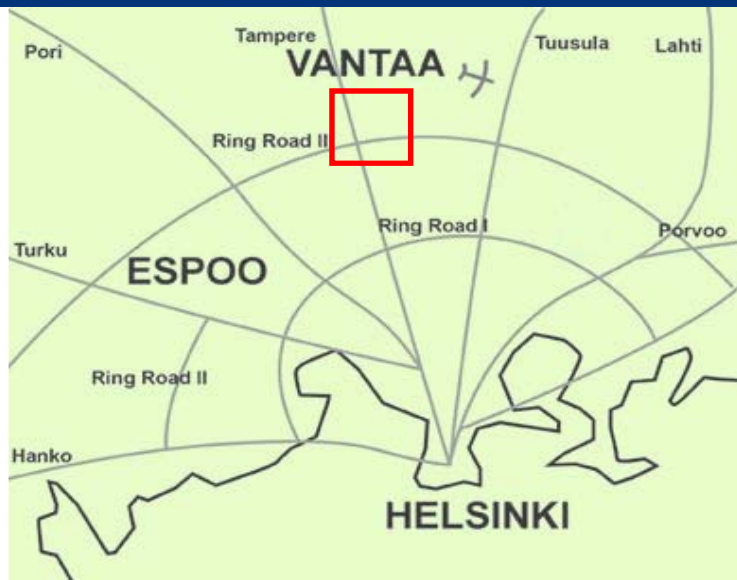 Tampere
Tuusula
Lahti
Pori
VANTAA
Ring Road II
Ring Road I
Porvoo
Turku
ESPOO
Ring Road II
Hanko
HELSINKI